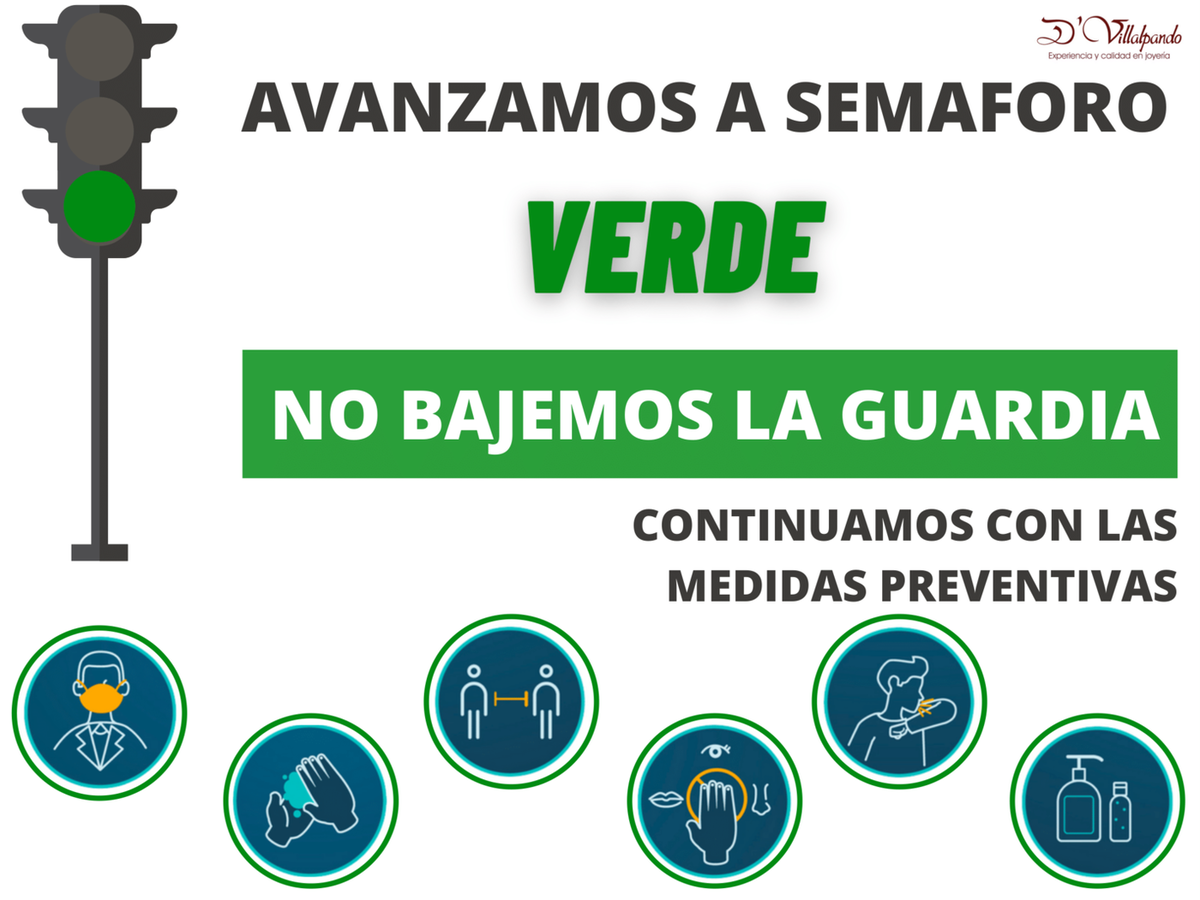 D'Villalpando
Experiencia y calidad en joyería
AVANZAMOS A SEMAFORO
VERDE
NO BAJEMOS LA GUARDIA
CONTINUAMOS CON LAS
MEDIDAS PREVENTIVAS